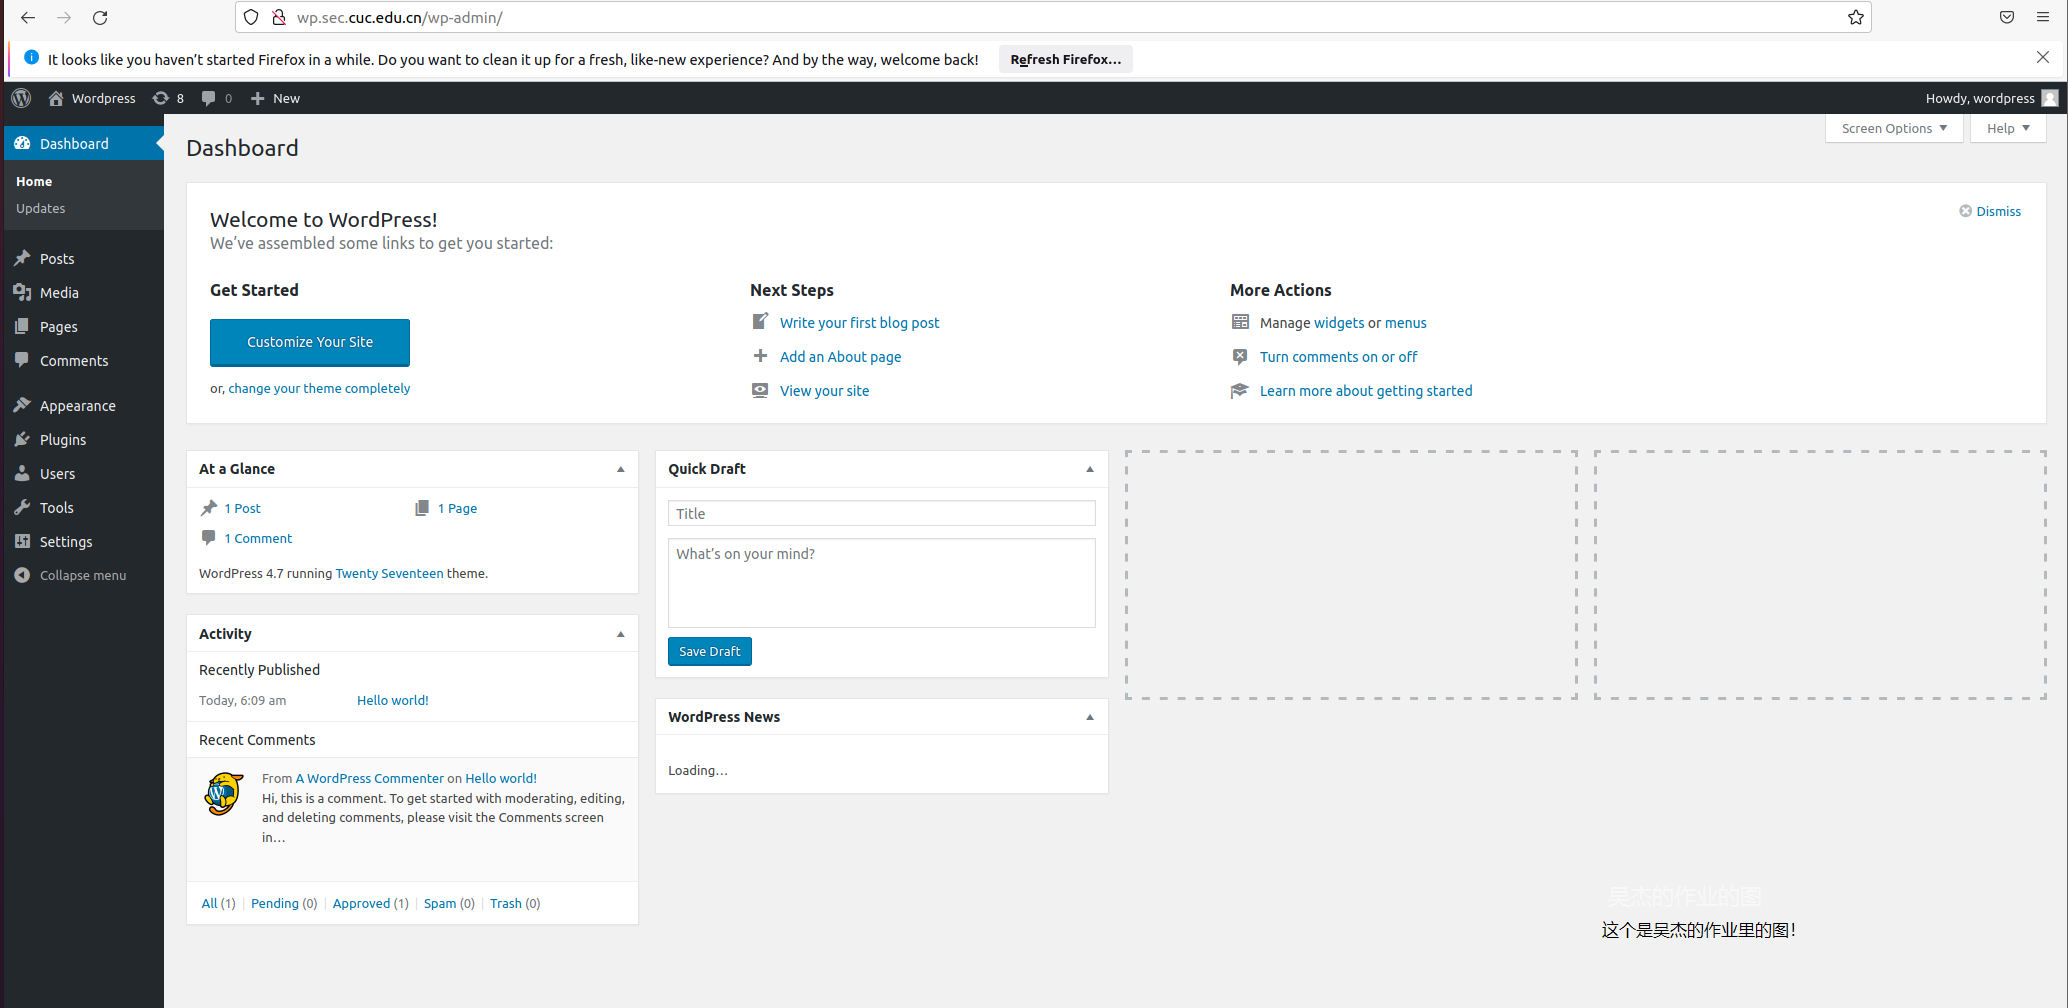 wp.sec.cuc.edu.cn/wp-admin/
It looks like you haven't started Firefox in a while. Do you want to clean it up for a fresh, like-new experience? And by the way, welcome back! Refresh Firefox...
Wordpress 8 0 New Howdy, wordpress
Dashboard
Home
Updates
Posts
Media
Pages
Comments
Appearance
Plugins
Users
Tools
Settings
Collapse menu
Screen Options Help
Dashboard
Welcome to WordPress!
Dismiss
We've assembled some links to get you started:
Get Started
Customize Your Site
or, change your theme completely
Next Steps
Write your first blog post
Add an About page
View your site
More Actions
Manage widgets or menus
Turn comments on or off
Learn more about getting started
At a Glance
1 Post 1 Page
1 Comment
WordPress 4.7 running Twenty Seventeen theme.
Activity
Recently Published
Today, 6:09 am Hello world!
Recent Comments
From A WordPress Commenter on Hello world!
Hi, this is a comment. To get started with moderating, editing,
and deleting comments, please visit the Comments screen
in…
All (1) | Pending (0) | Approved (1) | Spam (0) | Trash (0)
Quick Draft
Title
What's on your mind?
Save Draft
WordPress News
Loading…
吴杰的作业的图
这个是吴杰的作业里的图！